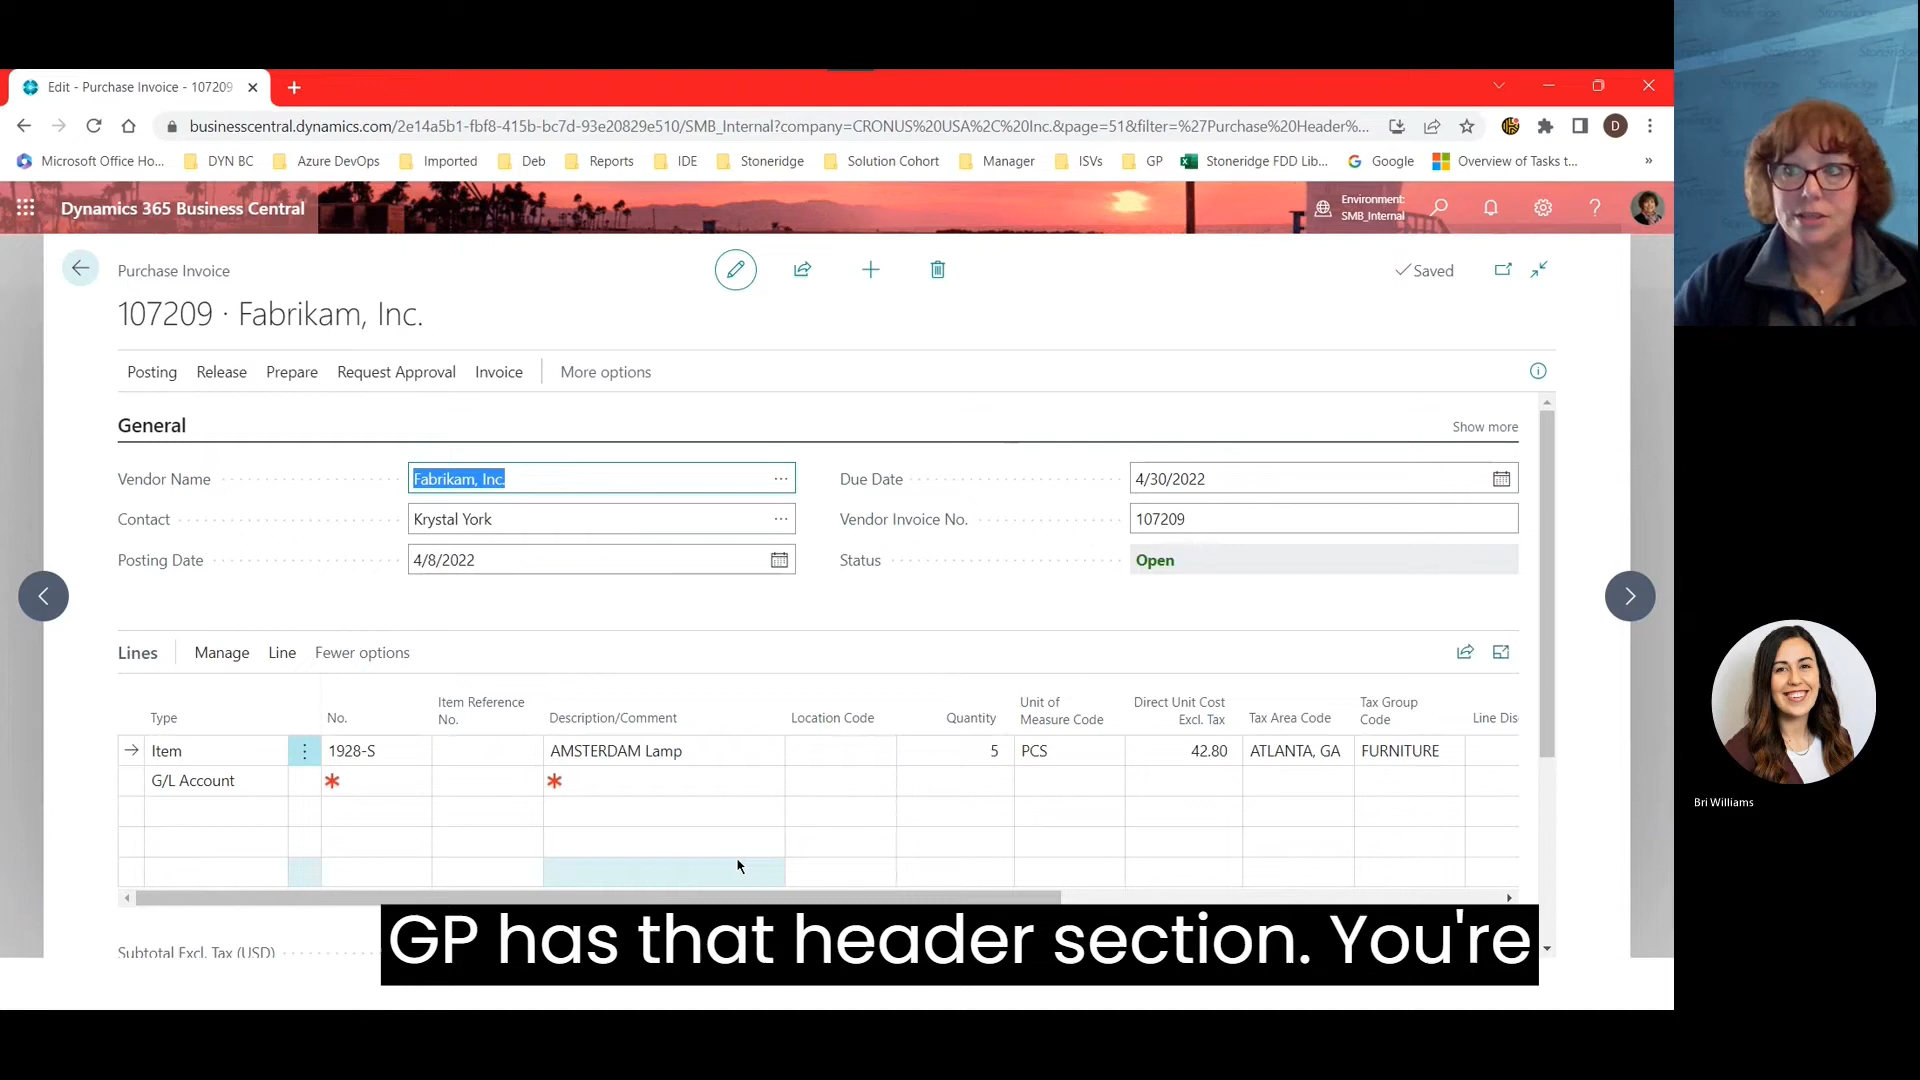 Edit - Purchase Invoice - 107209
businesscentral.dynamics.com/2e14a5b1-fbf8-415b-bc7d-93e20829e510/SMB_Internal?company=CRONUS%20USA%2C%20Inc.&page=51&filter=%27Purchase%20Header%...
D
Microsoft Office Ho... DYN BC Azure DevOps Imported Deb Reports IDE Stoneridge Solution Cohort Manager ISVs GP Stoneridge FDD Lib... Google Overview of Tasks t... »
Dynamics 365 Business Central
Environment:
SMB_Internal
Purchase Invoice
Saved
107209 · Fabrikam, Inc.
Posting Release Prepare Request Approval Invoice More options
General
Show more
Vendor Name Fabrikam, Inc. Due Date 4/30/2022
Contact Krystal York Vendor Invoice No. 107209
Posting Date 4/8/2022 Status Open
Lines Manage Line Fewer options
Type No. Item Reference No. Description/Comment Location Code Quantity Unit of Measure Code Direct Unit Cost Excl. Tax Tax Area Code Tax Group Code Line Dis
Item 1928-S AMSTERDAM Lamp 5 PCS 42.80 ATLANTA, GA FURNITURE
G/L Account
Subtotal Excl. Tax (USD)
GP has that header section. You're
Bri Williams